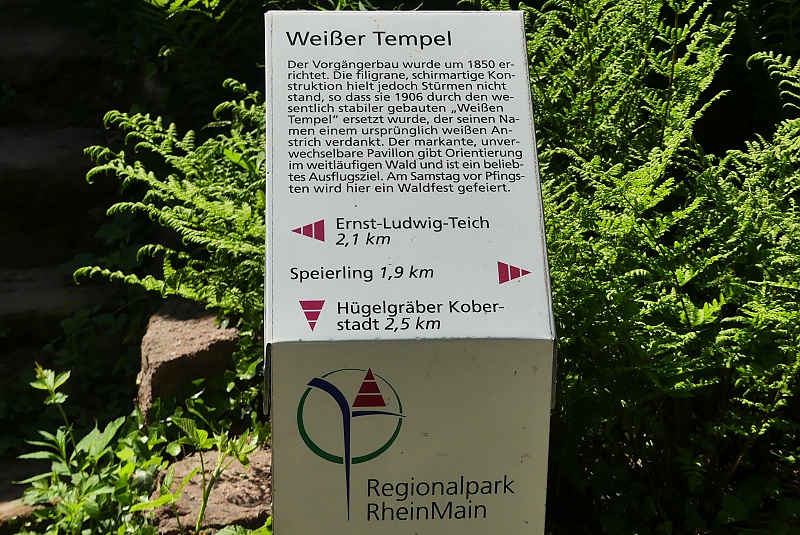 Weißer Tempel
Der Vorgängerbau wurde um 1850 er-
richtet. Die filigrane, schirmartige Kon-
struktion hielt jedoch Stürmen nicht
stand, so dass sie 1906 durch den we-
sentlich stabiler gebauten „Weißen
Tempel“ ersetzt wurde, der seinen Na-
men einem ursprünglich weißen An-
strich verdankt. Der markante, unver-
wechselbare Pavillon gibt Orientierung
im weitläufigen Wald und ist ein belieb-
tes Ausflugsziel. Am Samstag vor Pfings-
ten wird hier ein Waldfest gefeiert.
Ernst-Ludwig-Teich
2,1 km
Speierling 1,9 km
Hügelgräber Kober-
stadt 2,5 km
Regionalpark
RheinMain